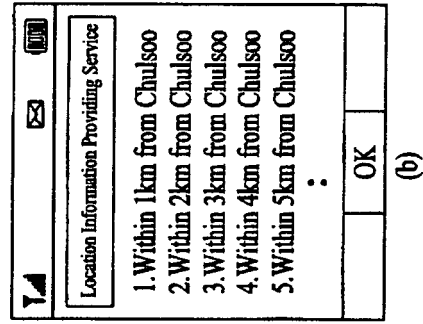 Location Information Providing Service
1.Within 1km from Chulsoo
2.Within 2km from Chulsoo
3.Within 3km from Chulsoo
4.Within 4km from Chulsoo
5.Within 5km from Chulsoo
:
OK
(b)